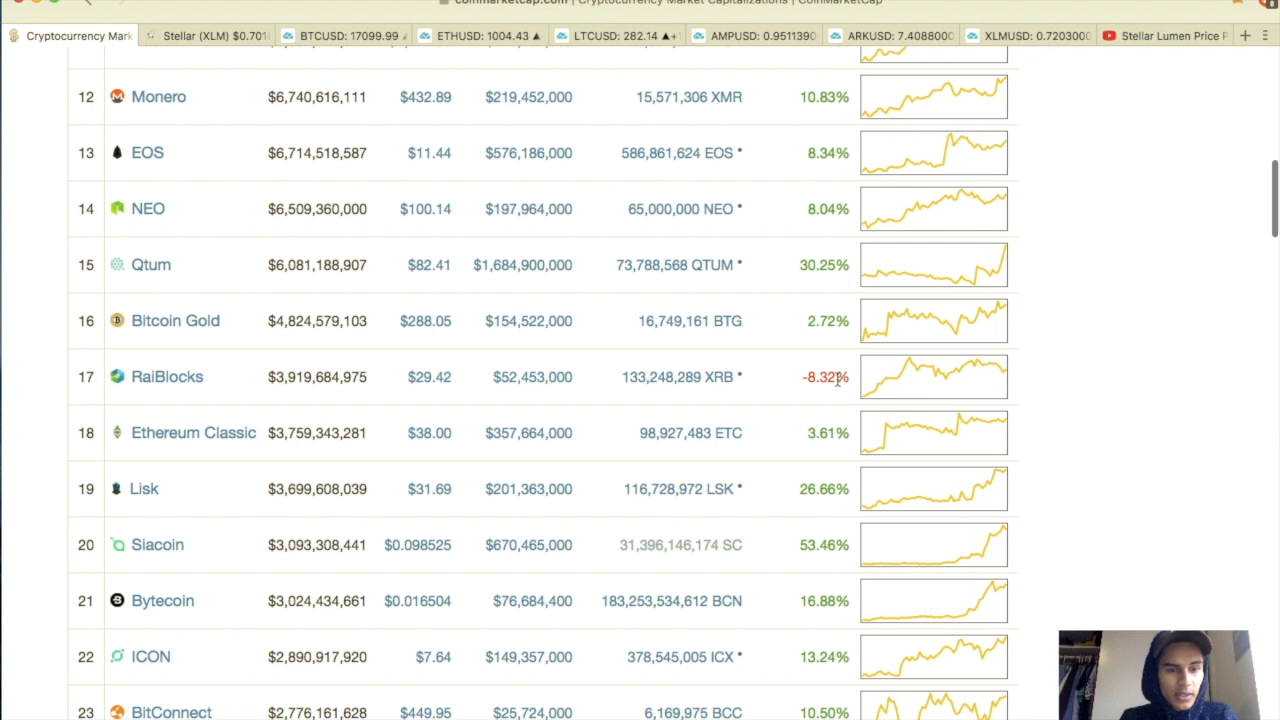 coinmarketcap.com | Cryptocurrency Market Capitalizations | CoinMarketCap
Cryptocurrency Mark Stellar (XLM) $0.701 BTCUSD: 17099.99 ETHUSD: 1004.43 ▲ LTCUSD: 282.14 ▲+1 AMPUSD: 0.9511390 ARKUSD: 7.4088000 XLMUSD: 0.7203000 Stellar Lumen Price P
12 Monero $6,740,616,111 $432.89 $219,452,000 15,571,306 XMR 10.83%
13 EOS $6,714,518,587 $11.44 $576,186,000 586,861,624 EOS * 8.34%
14 NEO $6,509,360,000 $100.14 $197,964,000 65,000,000 NEO * 8.04%
15 Qtum $6,081,188,907 $82.41 $1,684,900,000 73,788,568 QTUM * 30.25%
16 Bitcoin Gold $4,824,579,103 $288.05 $154,522,000 16,749,161 BTG 2.72%
17 RaiBlocks $3,919,684,975 $29.42 $52,453,000 133,248,289 XRB * -8.32%
18 Ethereum Classic $3,759,343,281 $38.00 $357,664,000 98,927,483 ETC 3.61%
19 Lisk $3,699,608,039 $31.69 $201,363,000 116,728,972 LSK * 26.66%
20 Siacoin $3,093,308,441 $0.098525 $670,465,000 31,396,146,174 SC 53.46%
21 Bytecoin $3,024,434,661 $0.016504 $76,684,400 183,253,534,612 BCN 16.88%
22 ICON $2,890,917,920 $7.64 $149,357,000 378,545,005 ICX * 13.24%
23 BitConnect $2,776,161,628 $449.95 $25,724,000 6,169,975 BCC 10.50%